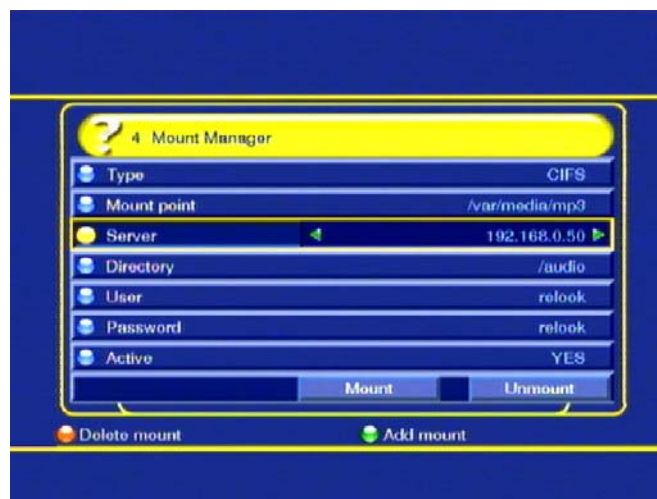 ? 4 Mount Manager
Type CIFS
Mount point /var/media/mp3
Server 192.168.0.50
Directory /audio
User relook
Password relook
Active YES
Mount Unmount
Delete mount Add mount